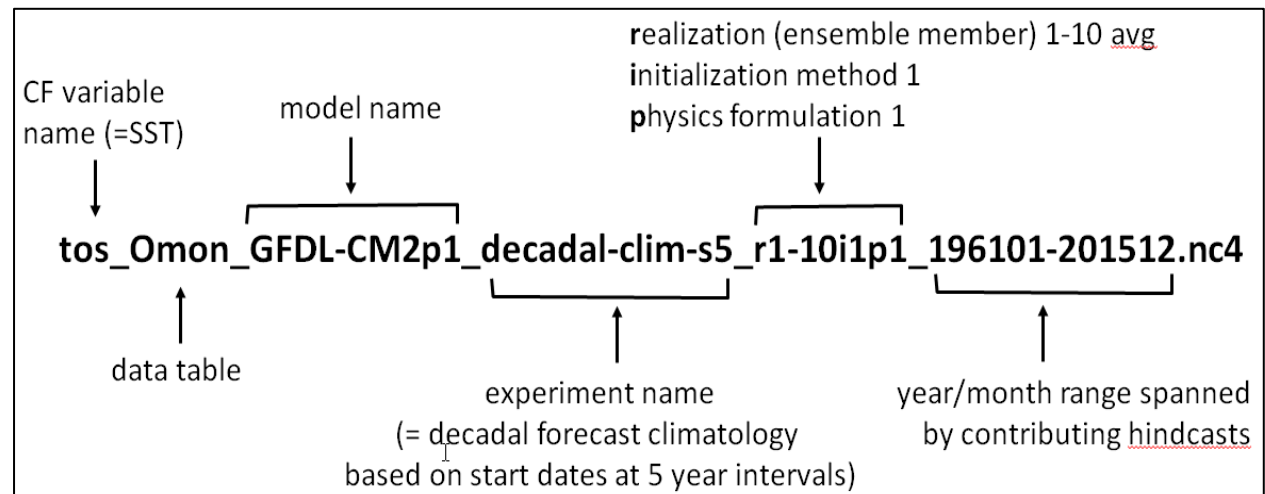 realization (ensemble member) 1-10 avg
initialization method 1
physics formulation 1
CF variable
name (=SST)
model name
tos_Omon_GFDL-CM2p1_decadal-clim-s5_r1-10i1p1_196101-201512.nc4
data table
experiment name
(= decadal forecast climatology
based on start dates at 5 year intervals)
year/month range spanned
by contributing hindcasts